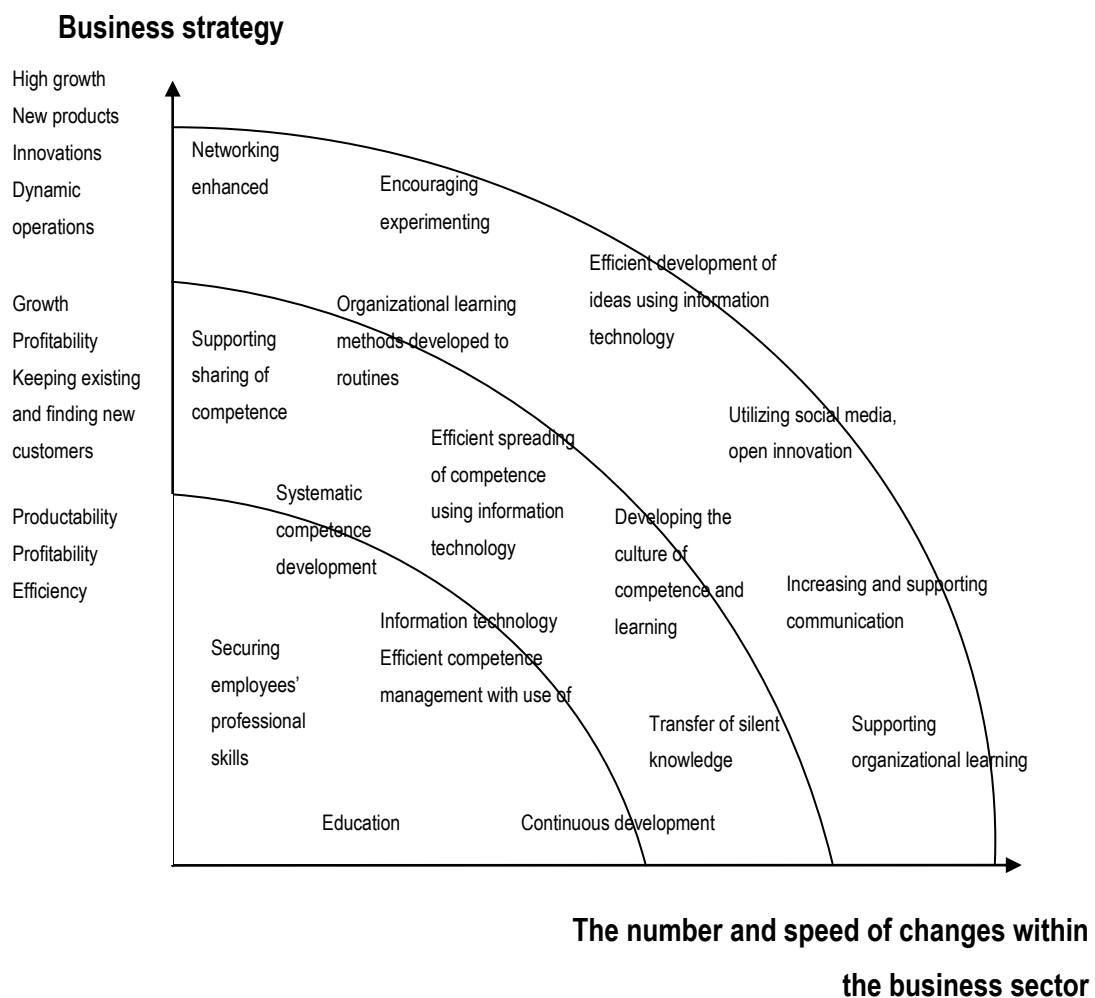 Business strategy
High growth
New products
Innovations
Dynamic
operations
Growth
Profitability
Keeping existing
and finding new
customers
Productability
Profitability
Efficiency
Networking
enhanced
Encouraging
experimenting
Efficient development of
ideas using information
technology
Organizational learning
methods developed to
routines
Supporting
sharing of
competence
Utilizing social media,
open innovation
Efficient spreading
of competence
using information
technology
Systematic
competence
development
Developing the
culture of
competence and
learning
Increasing and supporting
communication
Information technology
Efficient competence
management with use of
Securing
employees’
professional
skills
Transfer of silent
knowledge
Supporting
organizational learning
Education
Continuous development
The number and speed of changes within
the business sector